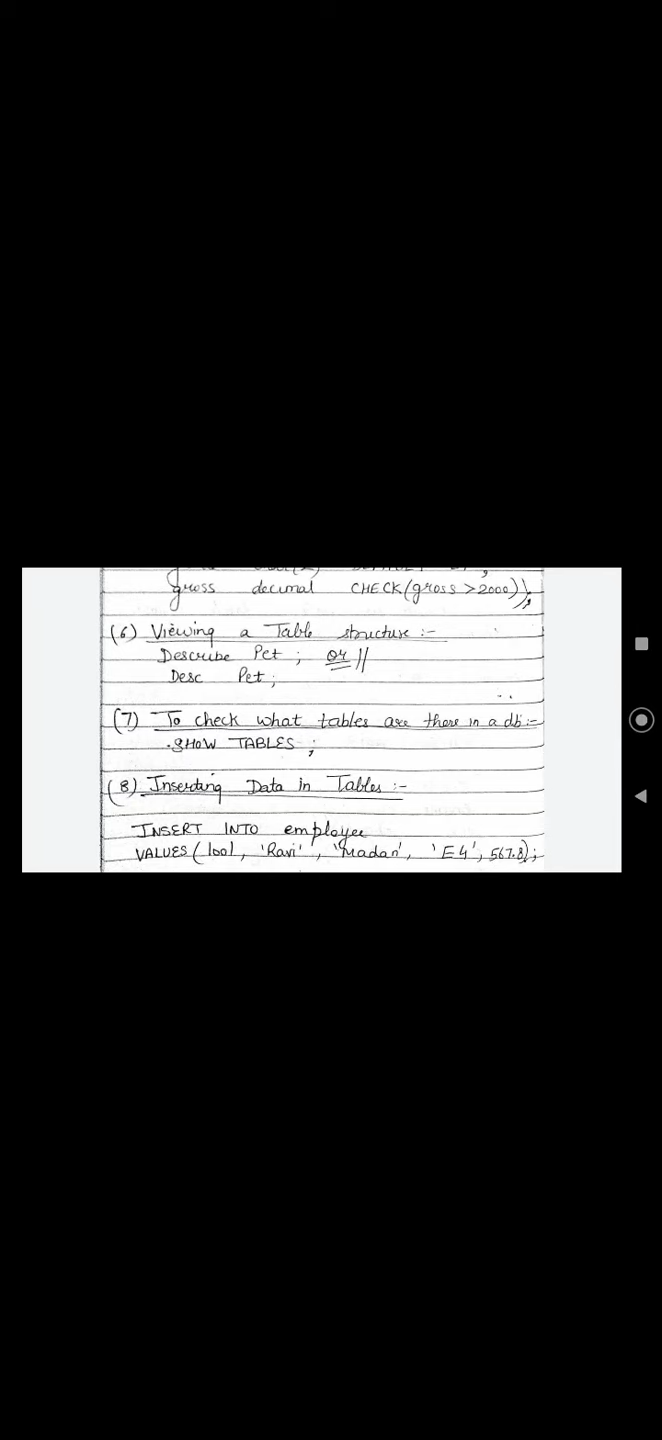 gross decimal CHECK(gross >2000));
(6) Viewing a Table structure :-
Describe Pet ; or //
Desc Pet ;
(7) To check what tables are there in a db :-
SHOW TABLES ;
(8) Inserting Data in Tables :-
INSERT INTO employee
VALUES ( 1001, 'Ravi', 'Madan', 'E4', 567.8);